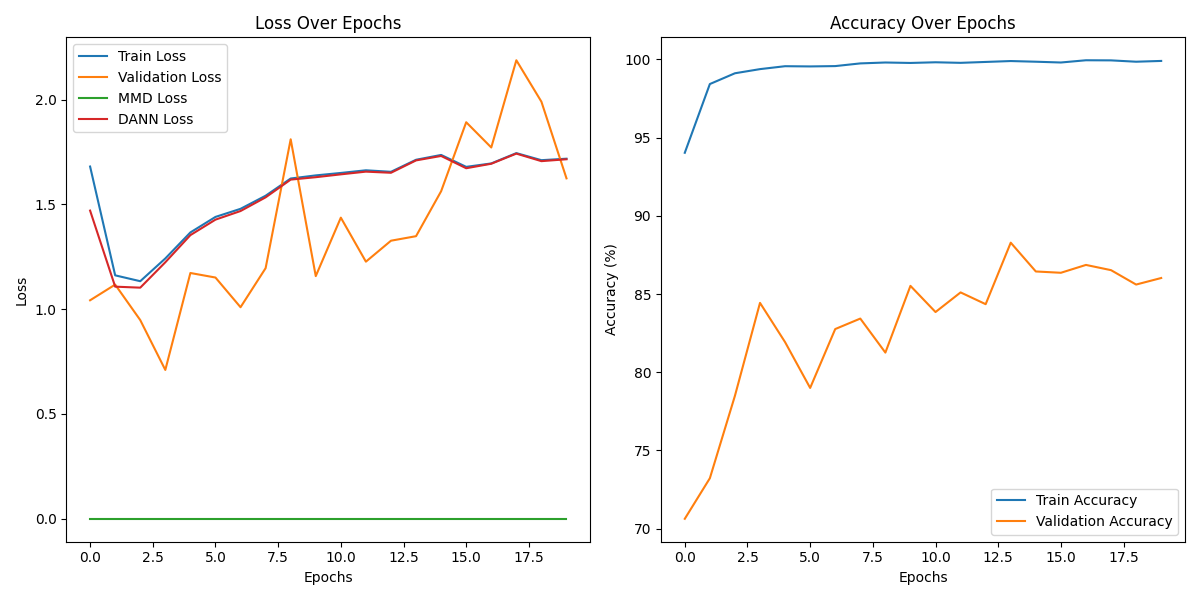 Loss Over Epochs
Train Loss
Validation Loss
MMD Loss
DANN Loss
2.0
1.5
1.0
0.5
0.0
Loss
0.0 2.5 5.0 7.5 10.0 12.5 15.0 17.5
Epochs
Accuracy Over Epochs
100
95
90
85
80
75
70
Accuracy (%)
Train Accuracy
Validation Accuracy
0.0 2.5 5.0 7.5 10.0 12.5 15.0 17.5
Epochs